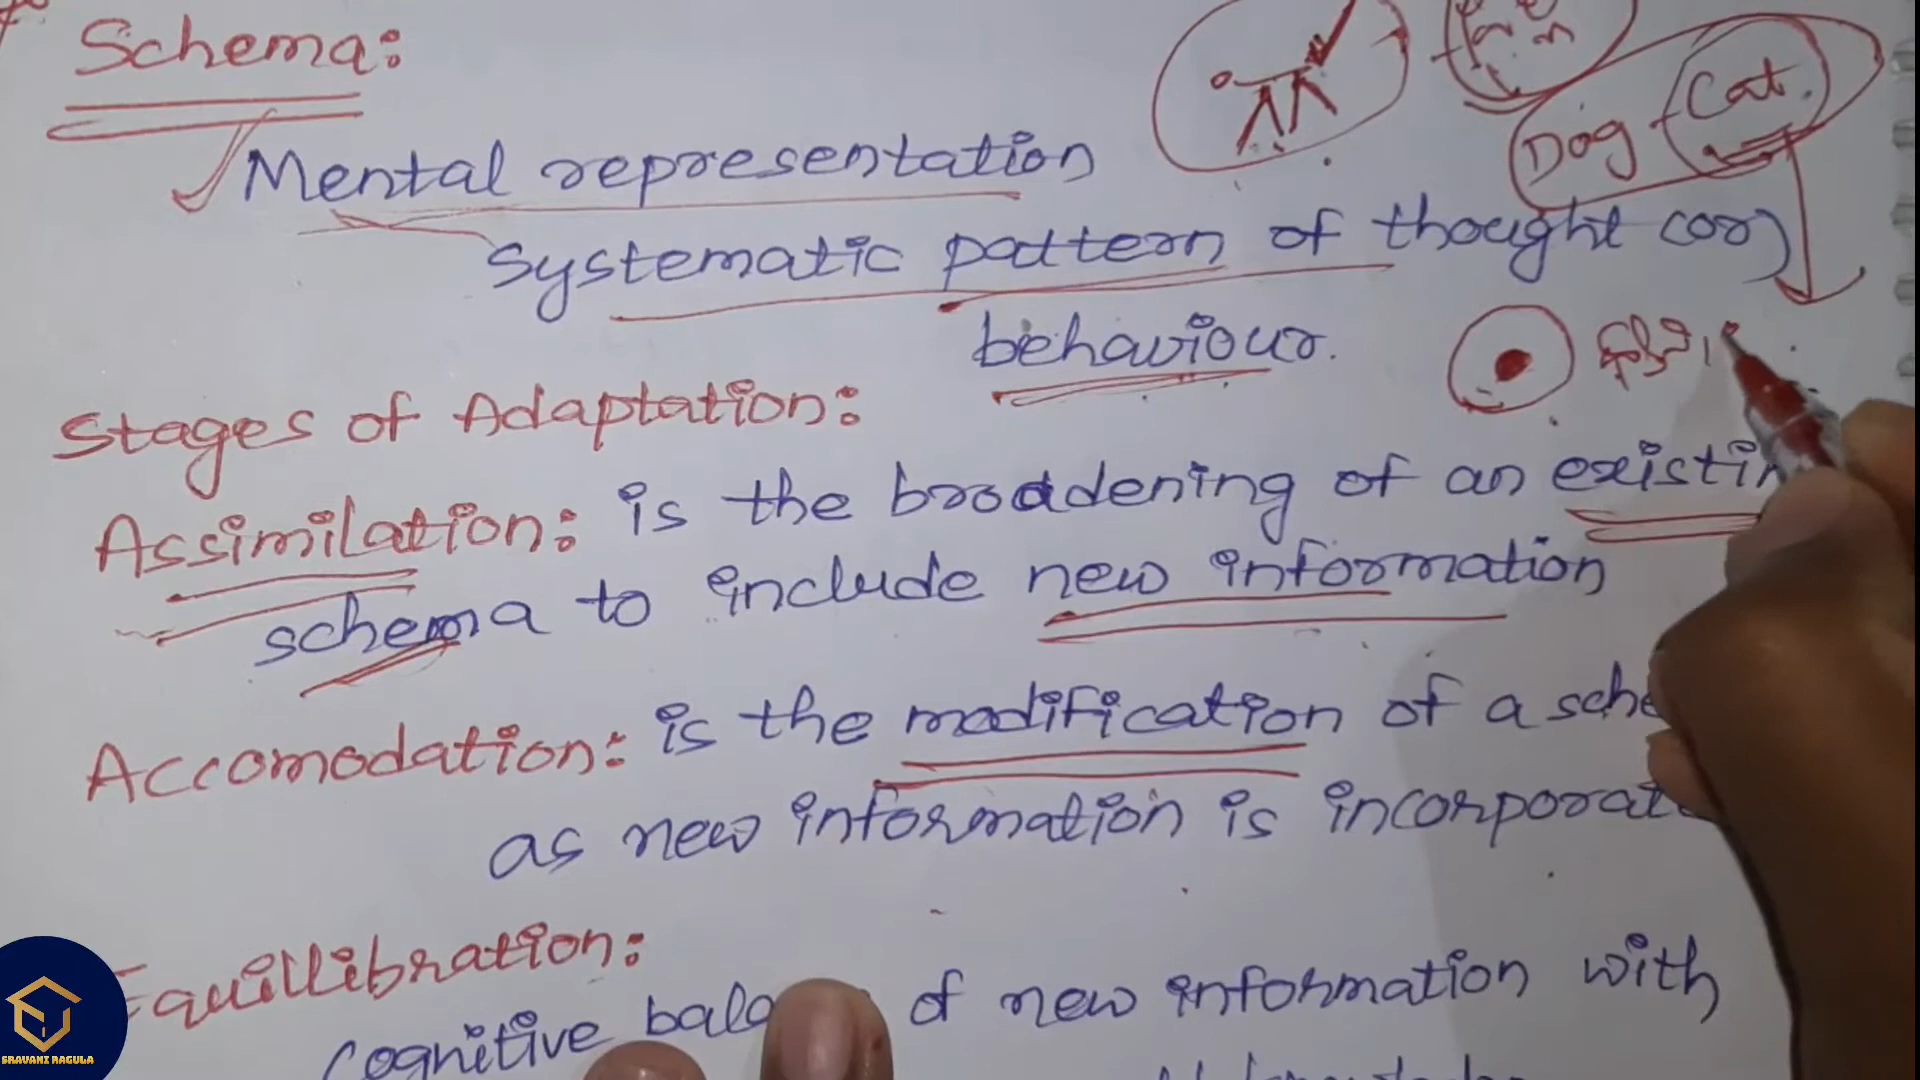 Schema:
Cat.
Dog
Mental representation
systematic pattern of thought (or)
behaviour.
Stages of Adaptation:
Assimilation: is the broadening of an existin
schema to include new information
Accomodation: is the modification of a sche
as new information is incorporat
Equillibration:
cognitive bala of new information with
SRAVANI RAGULA